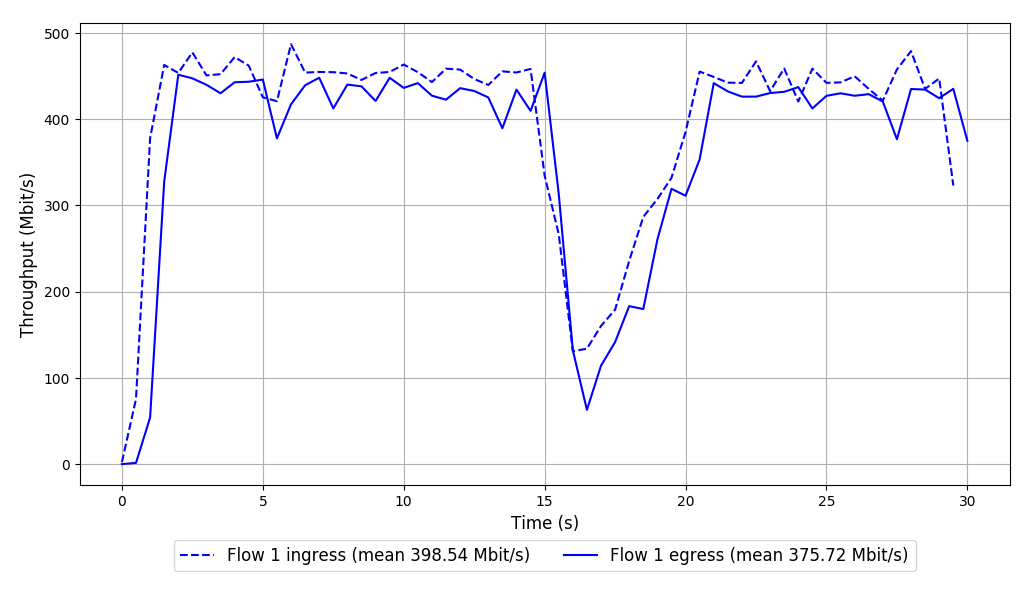 500
400
300
200
100
0
Throughput (Mbit/s)
0 5 10 15 20 25 30
Time (s)
Flow 1 ingress (mean 398.54 Mbit/s) Flow 1 egress (mean 375.72 Mbit/s)